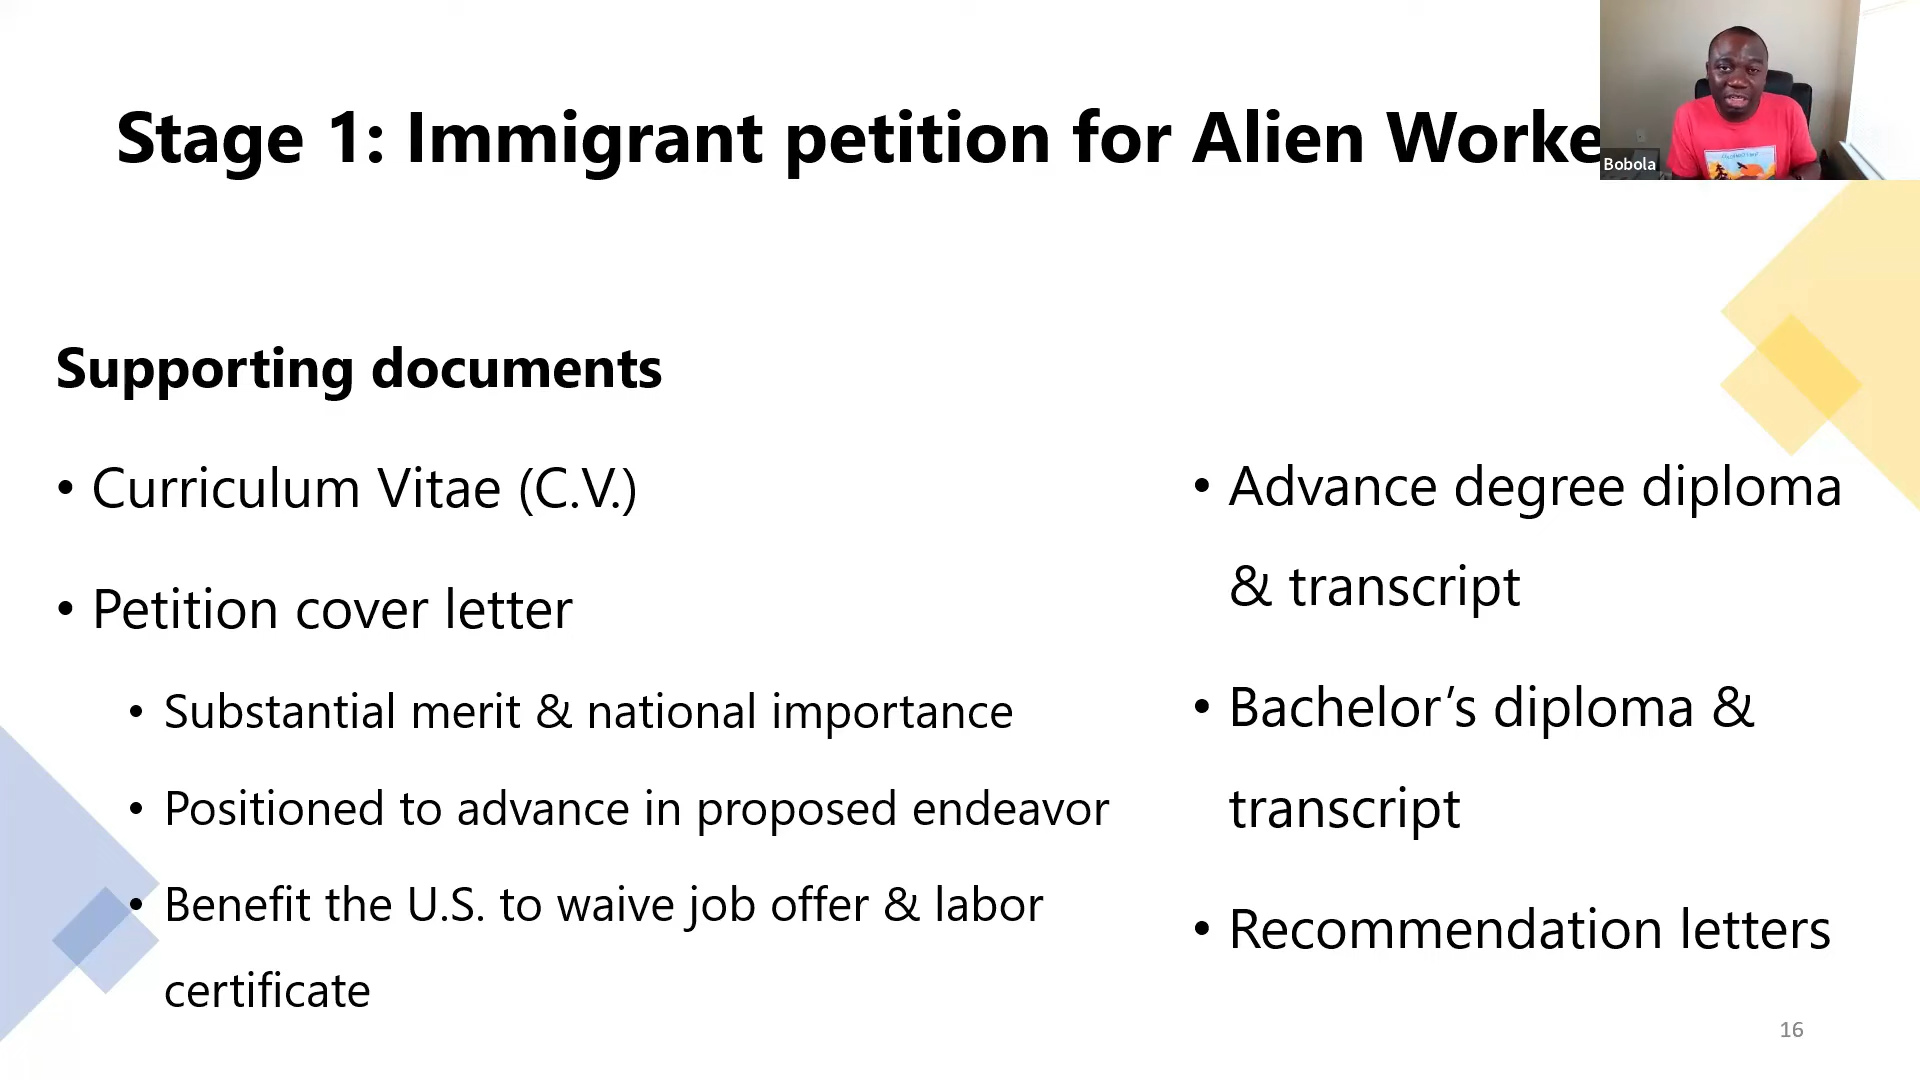 Stage 1: Immigrant petition for Alien Worke
Bobola
Supporting documents
• Curriculum Vitae (C.V.)
• Petition cover letter
• Substantial merit & national importance
• Positioned to advance in proposed endeavor
• Benefit the U.S. to waive job offer & labor
certificate
• Advance degree diploma
& transcript
• Bachelor’s diploma &
transcript
• Recommendation letters
16